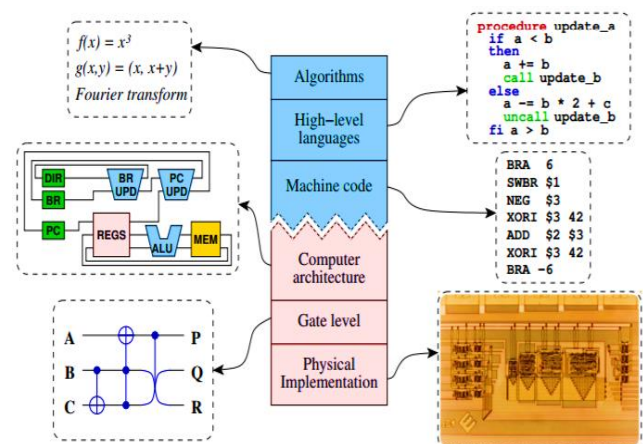 f(x) = x³
g(x,y) = (x, x+y)
Fourier transform
Algorithms
High–level
languages
Machine code
Computer
architecture
Gate level
Physical
Implementation
procedure update_a
if a < b
then
a += b
call update_b
else
a -= b * 2 + c
uncall update_b
fi a > b
BRA 6
SWBR $1
NEG $3
XORI $3 42
ADD $2 $3
XORI $3 42
BRA -6
DIR
BR
PC
BR
UPD
PC
UPD
REGS
ALU
MEM
A P
B Q
C R